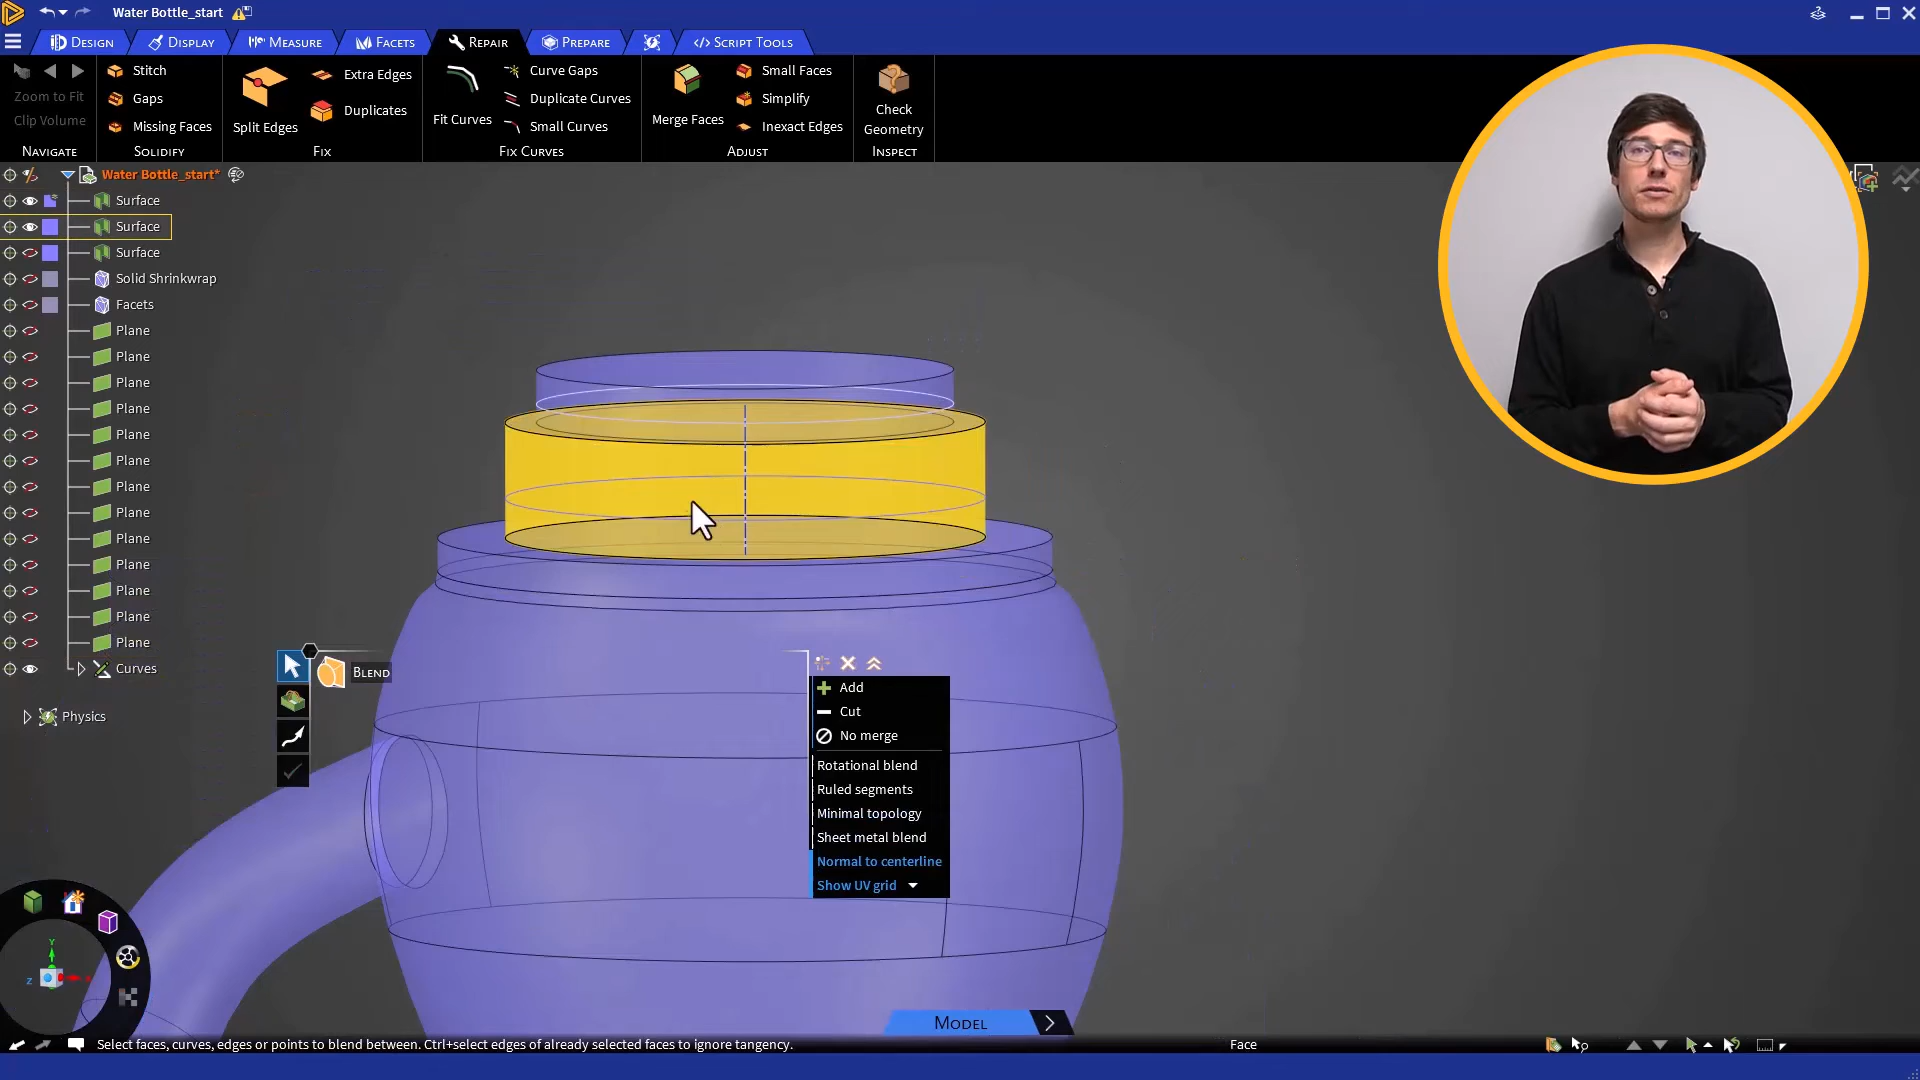 Water Bottle_start
Design
Display
Measure
Facets
Repair
Prepare
</> Script Tools
Zoom to Fit
Clip Volume
Navigate
Stitch
Gaps
Missing Faces
Solidify
Split Edges
Extra Edges
Duplicates
Fix
Fit Curves
Curve Gaps
Duplicate Curves
Small Curves
Fix Curves
Merge Faces
Small Faces
Simplify
Inexact Edges
Adjust
Check
Geometry
Inspect
Water Bottle_start*
Surface
Surface
Surface
Solid Shrinkwrap
Facets
Plane
Plane
Plane
Plane
Plane
Plane
Plane
Plane
Plane
Plane
Plane
Plane
Plane
Curves
Physics
Blend
Add
Cut
No merge
Rotational blend
Ruled segments
Minimal topology
Sheet metal blend
Normal to centerline
Show UV grid
Y
Z
Model
Select faces, curves, edges or points to blend between. Ctrl+select edges of already selected faces to ignore tangency.
Face